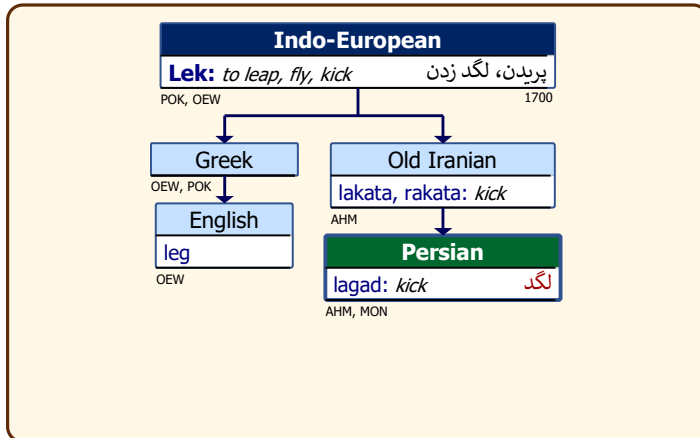 Indo-European
Lek: to leap, fly, kick پریدن، لگد زدن
POK, OEW 1700
Greek Old Iranian
OEW, POK lakata, rakata: kick
English AHM
leg Persian
OEW lagad: kick لگد
AHM, MON